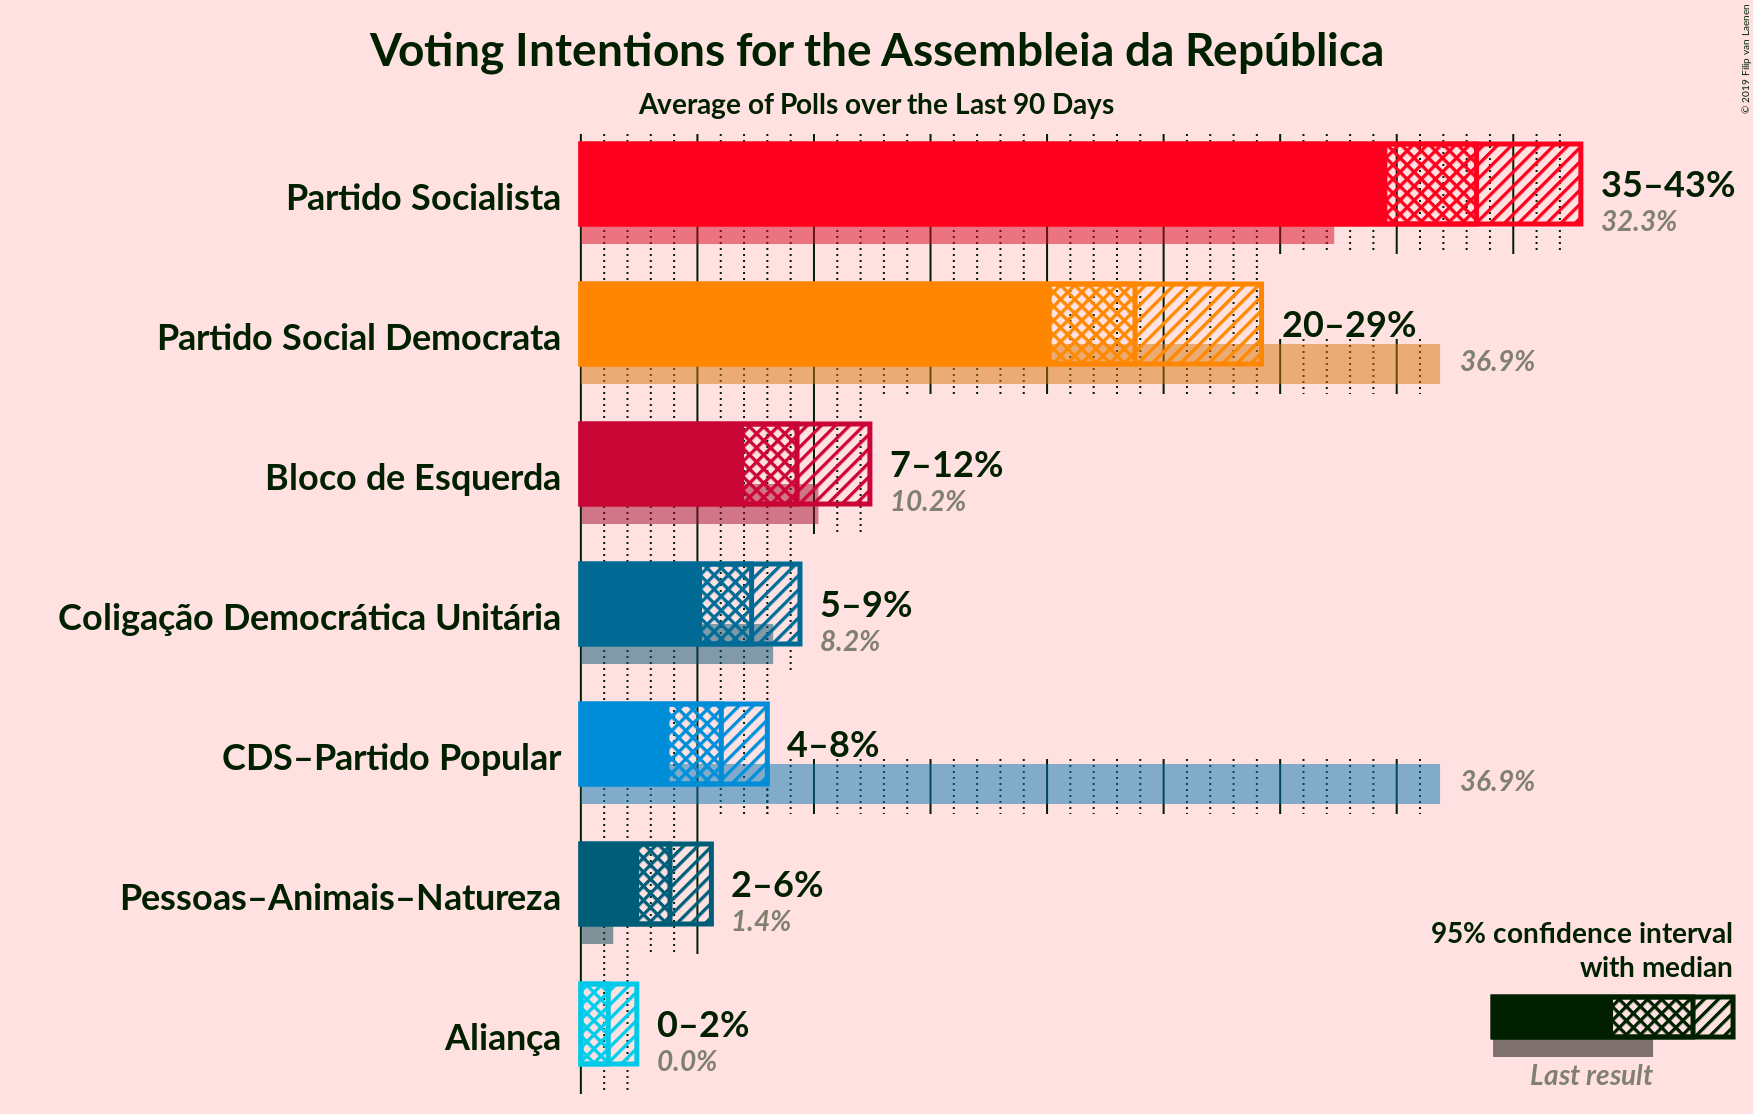 Voting Intentions for the Assembleia da República
Average of Polls over the Last 90 Days
© 2019 Filip van Laenen
Partido Socialista
35–43%
32.3%
Partido Social Democrata
20–29%
36.9%
Bloco de Esquerda
7–12%
10.2%
Coligação Democrática Unitária
5–9%
8.2%
CDS–Partido Popular
4–8%
36.9%
Pessoas–Animais–Natureza
2–6%
1.4%
Aliança
0–2%
0.0%
95% confidence interval
with median
Last result